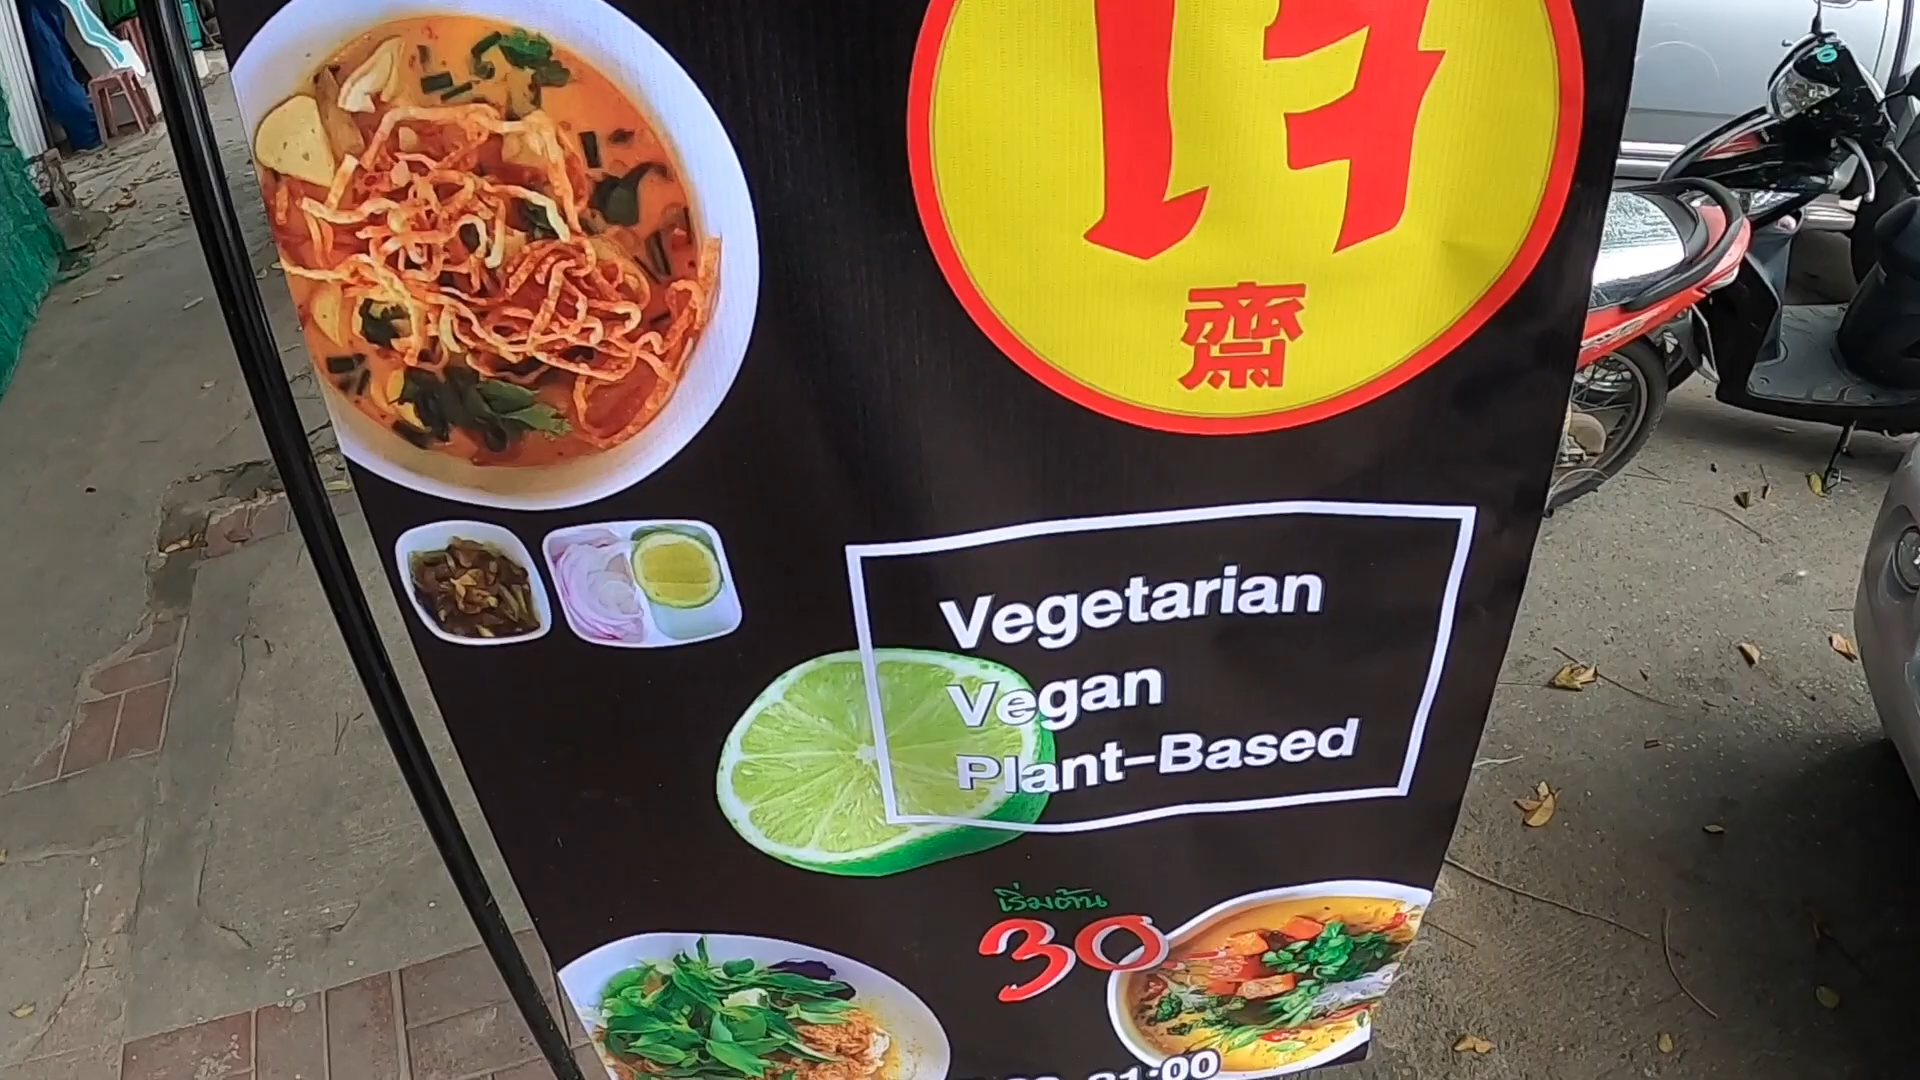 เจ
齋
Vegetarian
Vegan
Plant-Based
เริ่มต้น
30.-
21:00